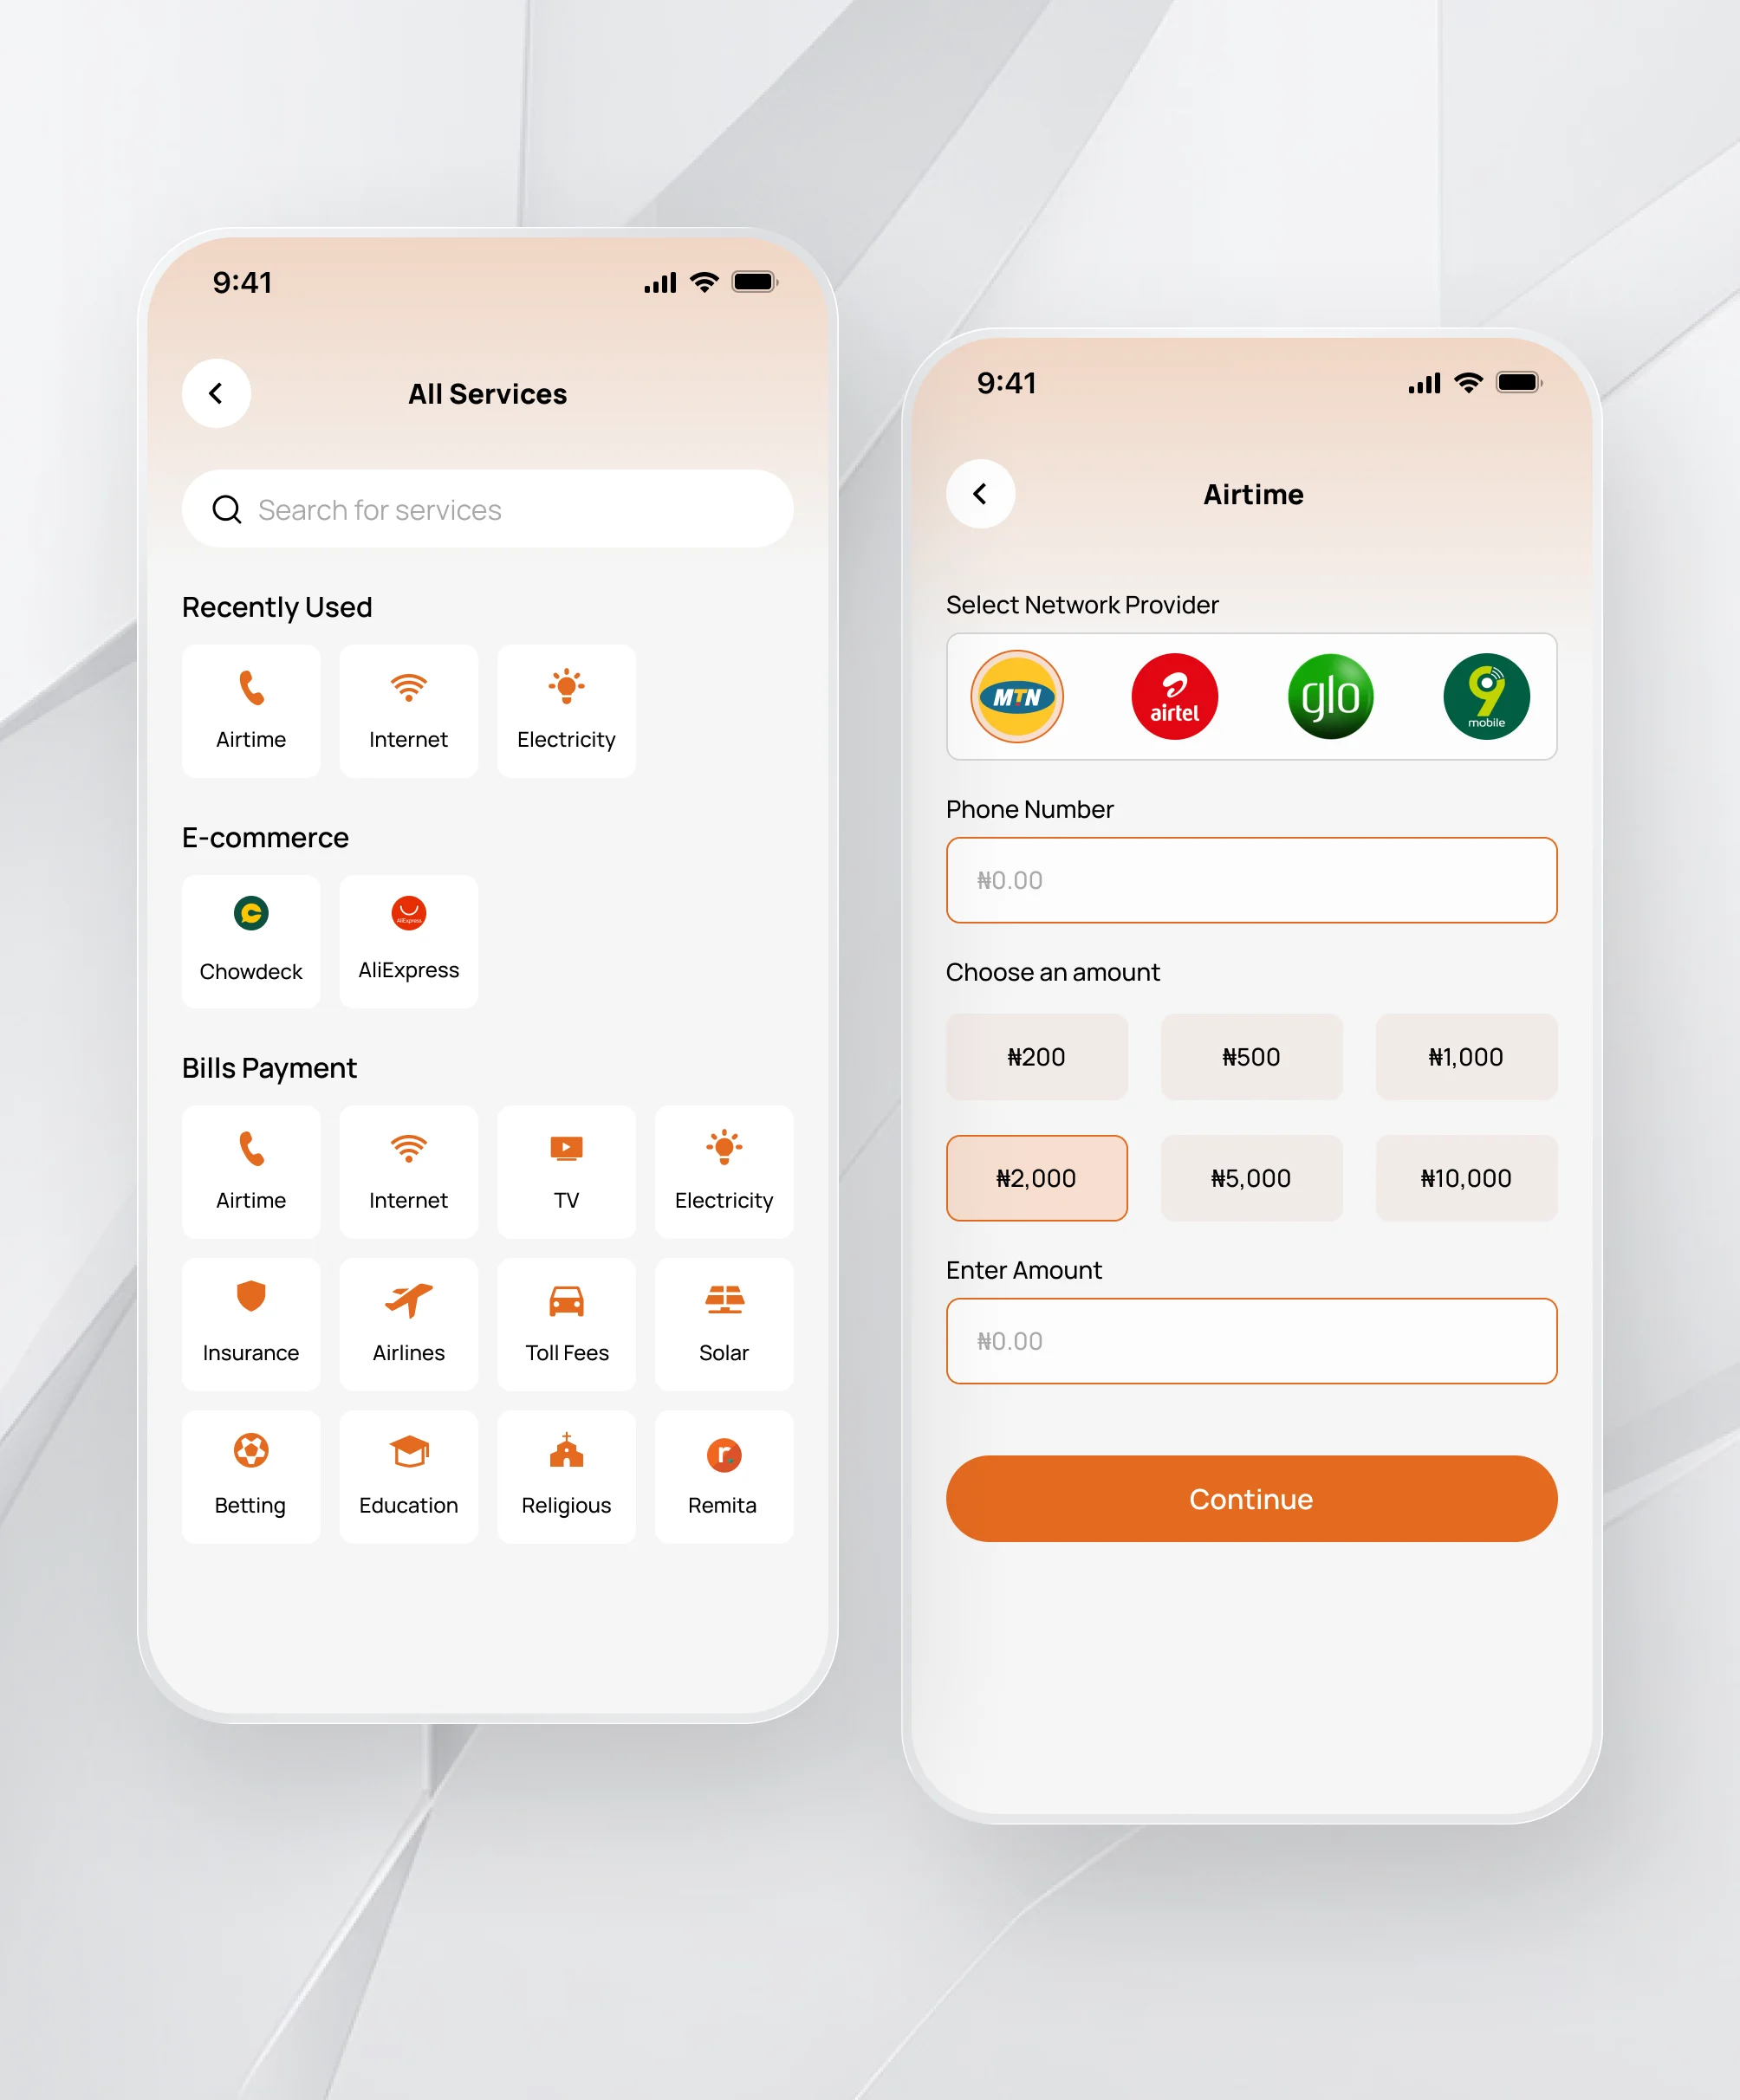 9:41
All Services
Search for services
Recently Used
Airtime
Internet
Electricity
E-commerce
AliExpress
Chowdeck
AliExpress
Bills Payment
Airtime
Internet
TV
Electricity
Insurance
Airlines
Toll Fees
Solar
Betting
Education
Religious
r
Remita
9:41
Airtime
Select Network Provider
MTN
airtel
glo
9
mobile
Phone Number
₦0.00
Choose an amount
₦200
₦500
₦1,000
₦2,000
₦5,000
₦10,000
Enter Amount
₦0.00
Continue